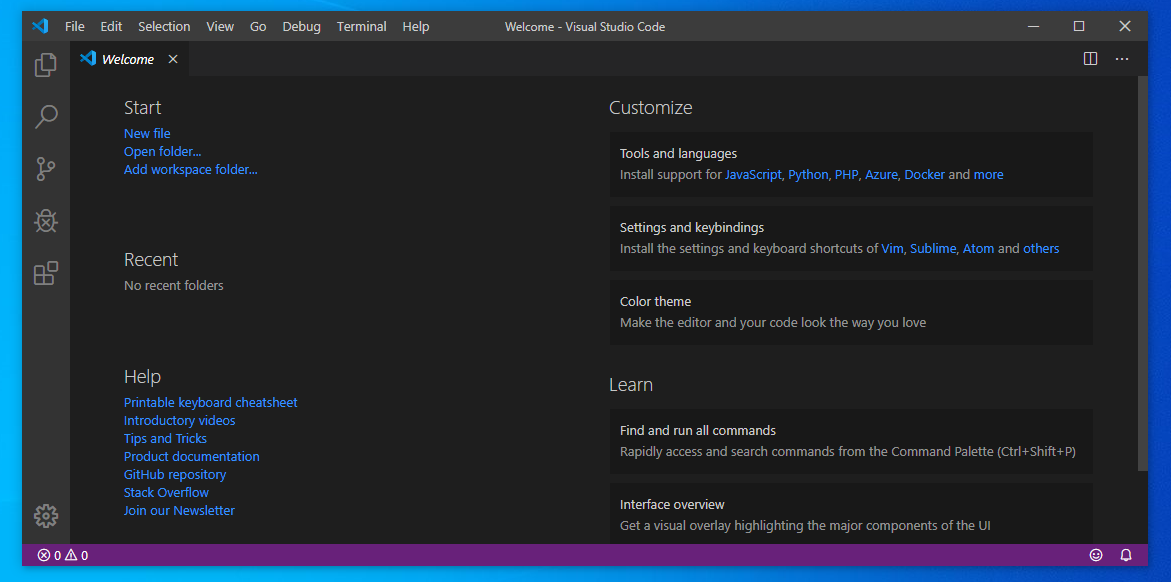 File Edit Selection View Go Debug Terminal Help Welcome - Visual Studio Code
Welcome
Start
New file
Open folder...
Add workspace folder...
Recent
No recent folders
Help
Printable keyboard cheatsheet
Introductory videos
Tips and Tricks
Product documentation
GitHub repository
Stack Overflow
Join our Newsletter
Customize
Tools and languages
Install support for JavaScript, Python, PHP, Azure, Docker and more
Settings and keybindings
Install the settings and keyboard shortcuts of Vim, Sublime, Atom and others
Color theme
Make the editor and your code look the way you love
Learn
Find and run all commands
Rapidly access and search commands from the Command Palette (Ctrl+Shift+P)
Interface overview
Get a visual overlay highlighting the major components of the UI
0 0